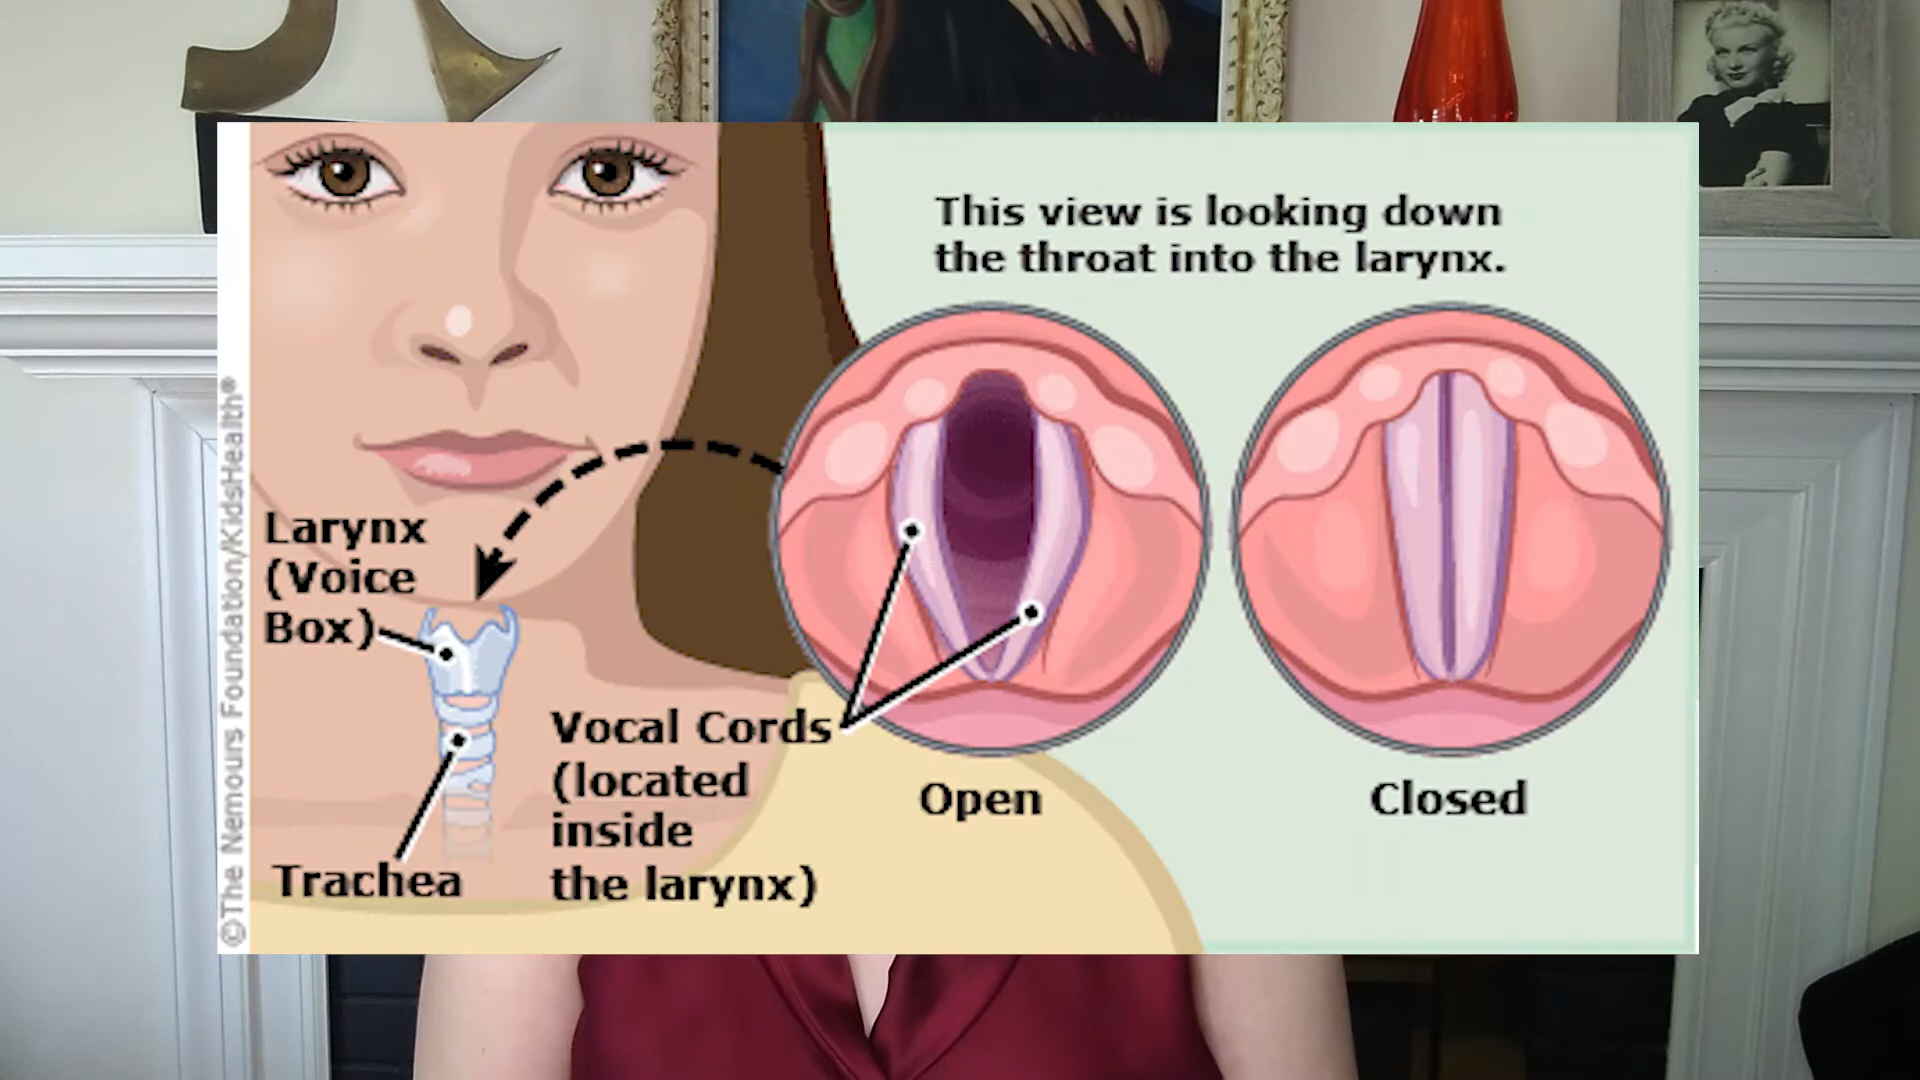 This view is looking down
the throat into the larynx.
Larynx
(Voice
Box)
Trachea
Vocal Cords
(located
inside
the larynx)
Open
Closed
©The Nemours Foundation/KidsHealth®